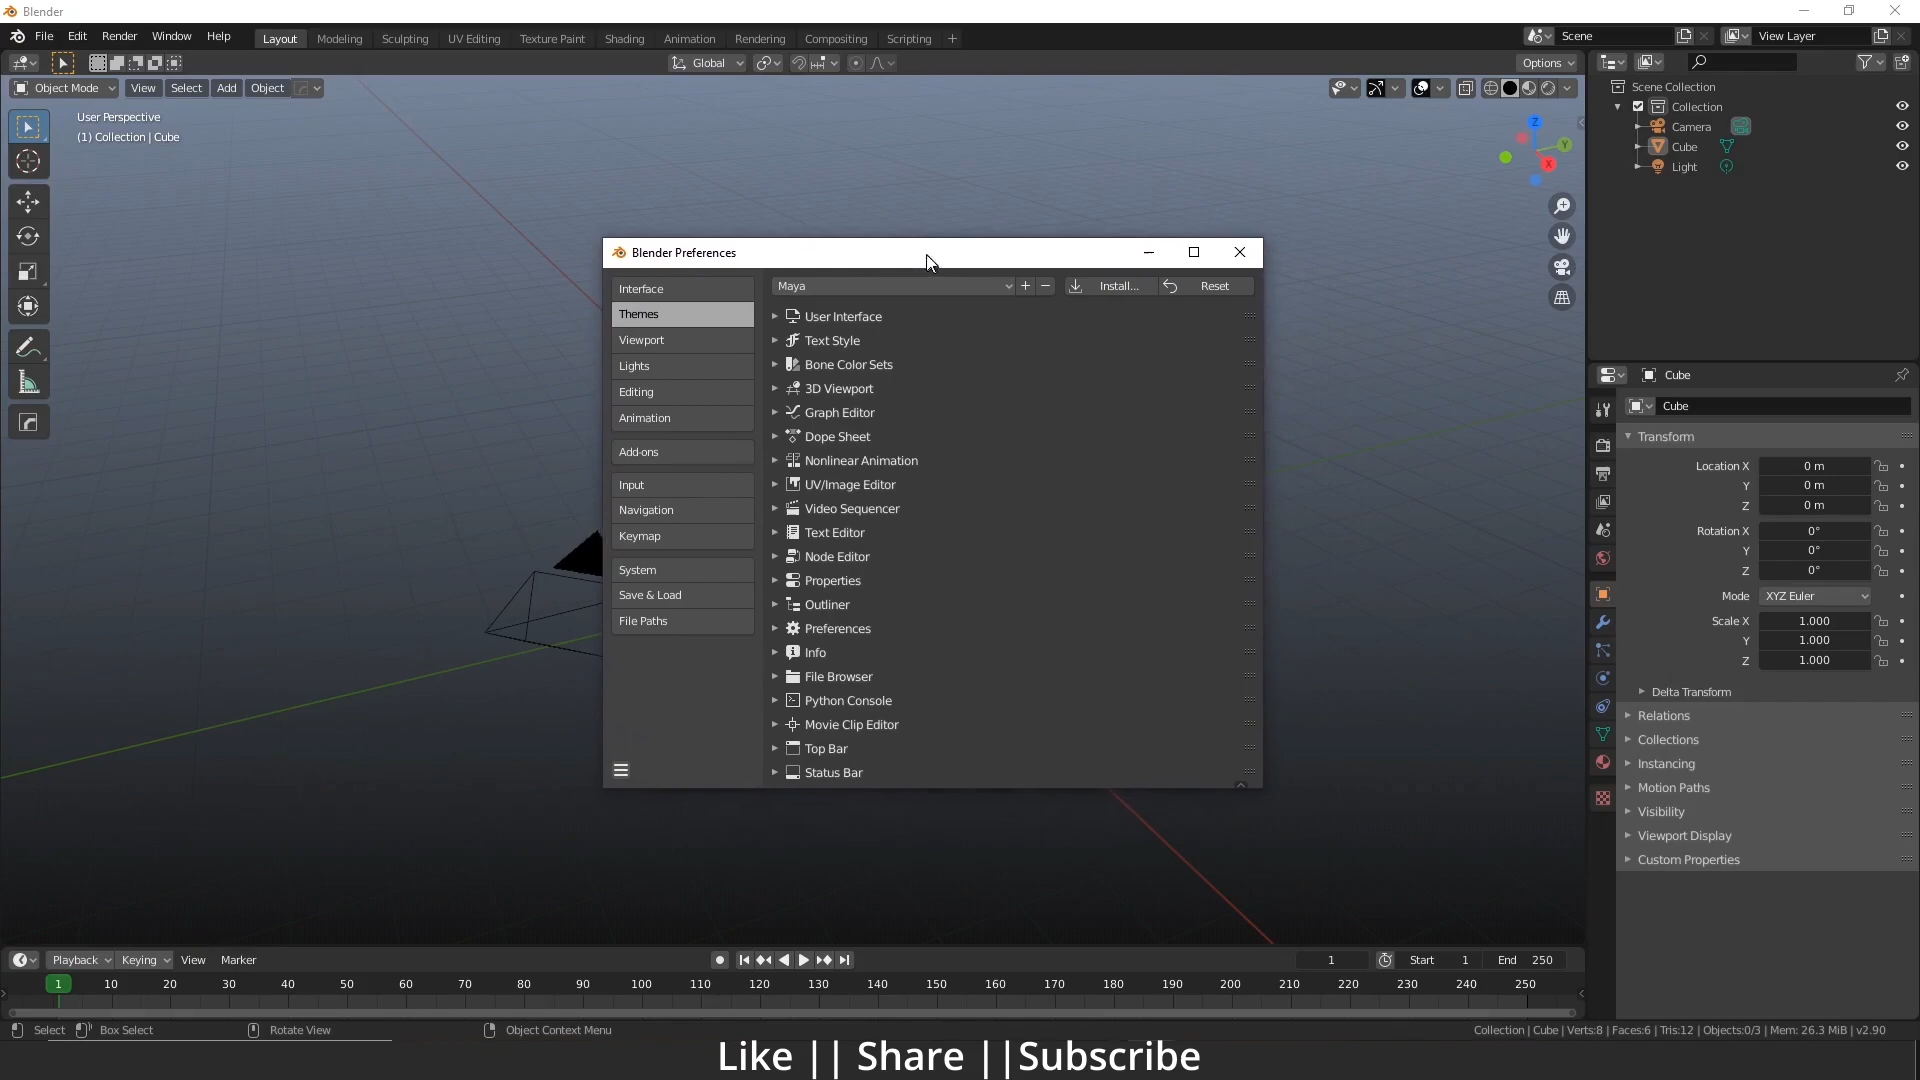 Blender
File Edit Render Window Help Layout Modeling Sculpting UV Editing Texture Paint Shading Animation Rendering Compositing Scripting + Scene View Layer
Global Options
Object Mode View Select Add Object
User Perspective
(1) Collection | Cube
Z
Y
X
Scene Collection
Collection
Camera
Cube
Light
Blender Preferences
Interface
Themes
Viewport
Lights
Editing
Animation
Add-ons
Input
Navigation
Keymap
System
Save & Load
File Paths
Maya + − Install... Reset
User Interface
Text Style
Bone Color Sets
3D Viewport
Graph Editor
Dope Sheet
Nonlinear Animation
UV/Image Editor
Video Sequencer
Text Editor
Node Editor
Properties
Outliner
Preferences
Info
File Browser
Python Console
Movie Clip Editor
Top Bar
Status Bar
Cube
Cube
Transform
Location X 0 m
Y 0 m
Z 0 m
Rotation X 0°
Y 0°
Z 0°
Mode XYZ Euler
Scale X 1.000
Y 1.000
Z 1.000
Delta Transform
Relations
Collections
Instancing
Motion Paths
Visibility
Viewport Display
Custom Properties
Playback Keying View Marker 1 Start 1 End 250
1 10 20 30 40 50 60 70 80 90 100 110 120 130 140 150 160 170 180 190 200 210 220 230 240 250
Select Box Select Rotate View Object Context Menu Collection | Cube | Verts:8 | Faces:6 | Tris:12 | Objects:0/3 | Mem: 26.3 MiB | v2.90
Like || Share ||Subscribe